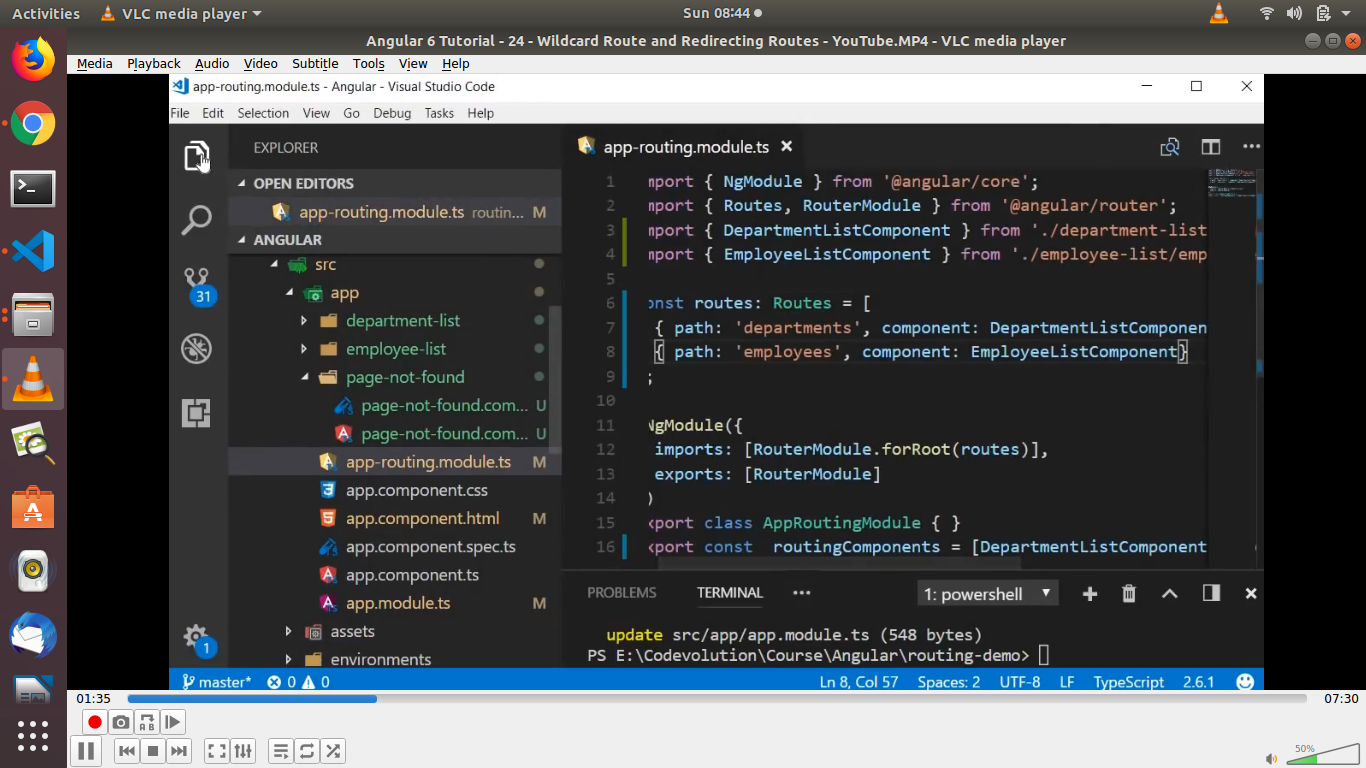 Activities
VLC media player
Sun 08:44
Angular 6 Tutorial - 24 - Wildcard Route and Redirecting Routes - YouTube.MP4 - VLC media player
Media Playback Audio Video Subtitle Tools View Help
app-routing.module.ts - Angular - Visual Studio Code
File Edit Selection View Go Debug Tasks Help
EXPLORER
OPEN EDITORS
app-routing.module.ts routin... M
ANGULAR
src
app
department-list
employee-list
page-not-found
page-not-found.com... U
page-not-found.com... U
app-routing.module.ts M
app.component.css
app.component.html M
app.component.spec.ts
app.component.ts
app.module.ts M
assets
environments
31
1
app-routing.module.ts
1 mport { NgModule } from '@angular/core';
2 mport { Routes, RouterModule } from '@angular/router';
3 mport { DepartmentListComponent } from './department-list
4 mport { EmployeeListComponent } from './employee-list/emp
5
6 onst routes: Routes = [
7 { path: 'departments', component: DepartmentListComponen
8 { path: 'employees', component: EmployeeListComponent}
9 ;
10
11 NgModule({
12 imports: [RouterModule.forRoot(routes)],
13 exports: [RouterModule]
14 )
15 xport class AppRoutingModule { }
16 xport const routingComponents = [DepartmentListComponent
PROBLEMS TERMINAL ... 1: powershell
update src/app/app.module.ts (548 bytes)
PS E:\Codevolution\Course\Angular\routing-demo>
master* 0 0 Ln 8, Col 57 Spaces: 2 UTF-8 LF TypeScript 2.6.1
01:35 07:30
A B
50%